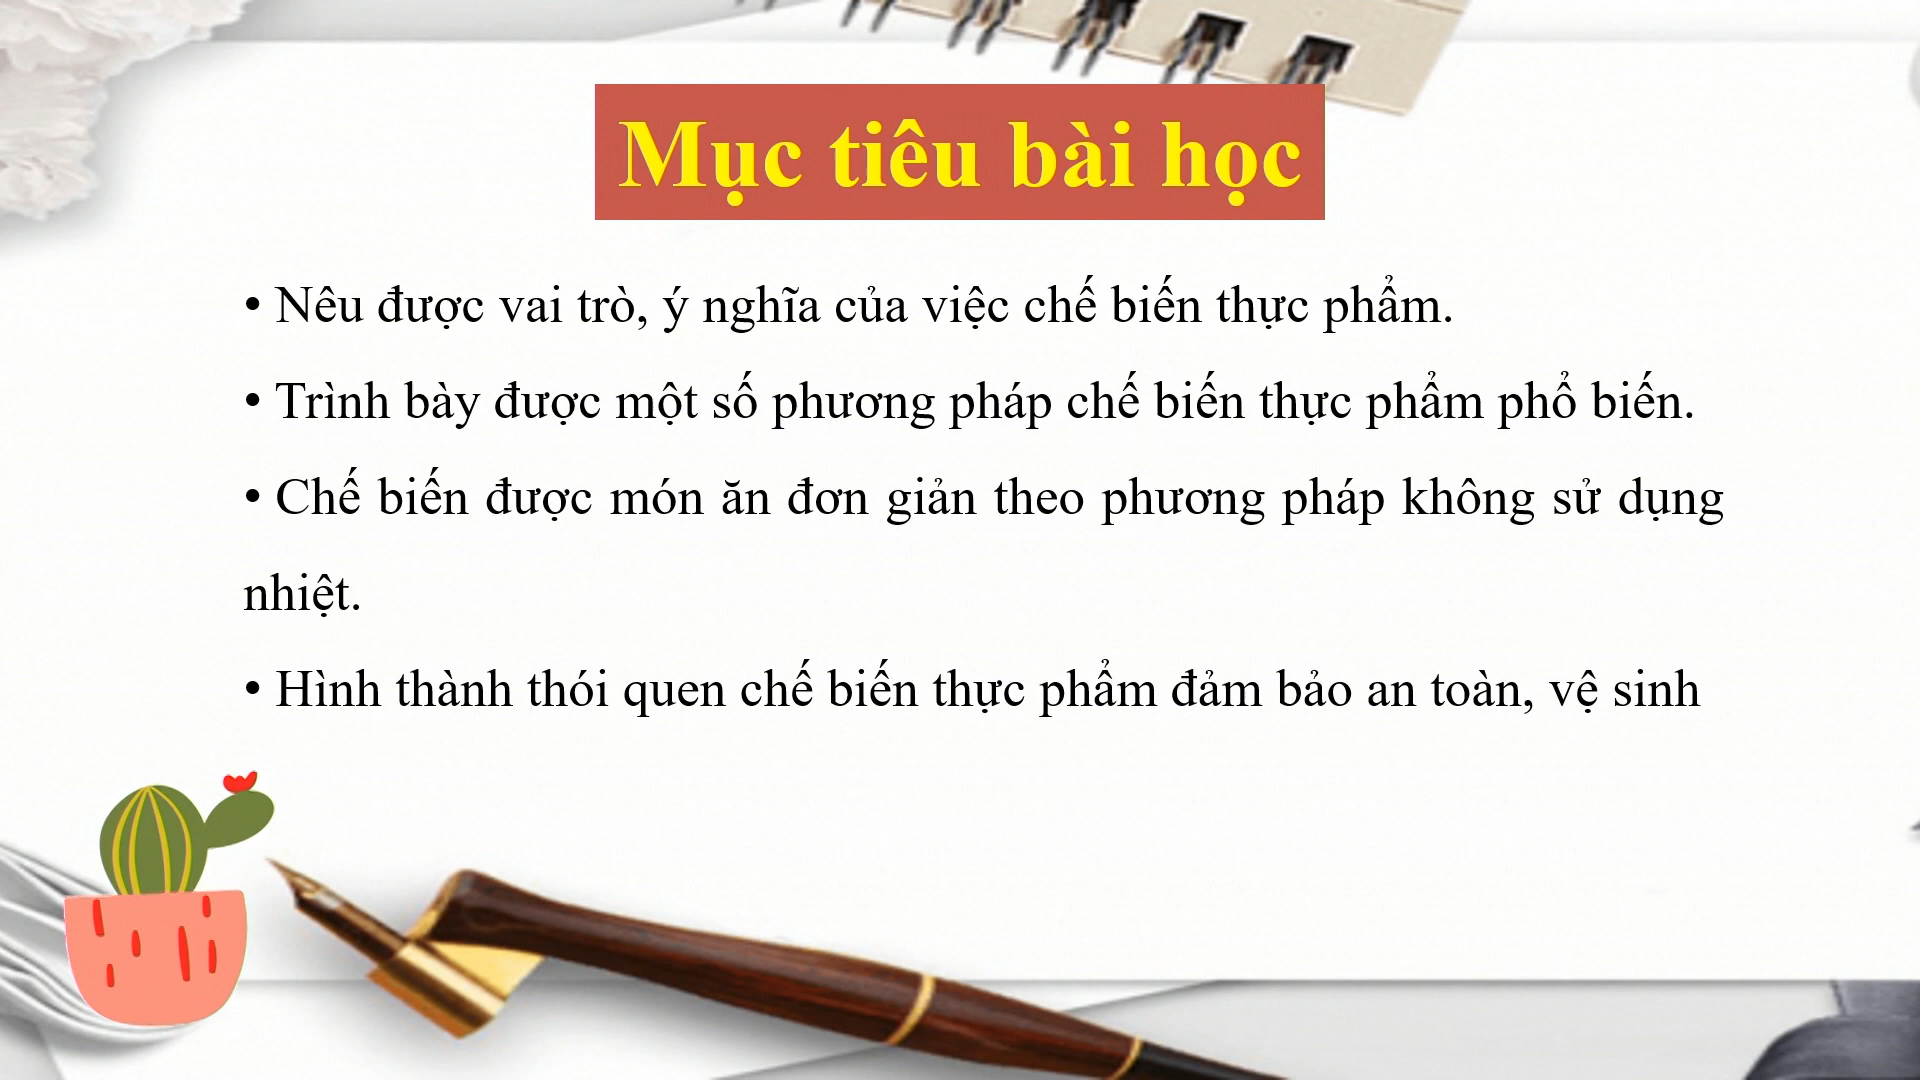 Mục tiêu bài học
• Nêu được vai trò, ý nghĩa của việc chế biến thực phẩm.
• Trình bày được một số phương pháp chế biến thực phẩm phổ biến.
• Chế biến được món ăn đơn giản theo phương pháp không sử dụng
nhiệt.
• Hình thành thói quen chế biến thực phẩm đảm bảo an toàn, vệ sinh